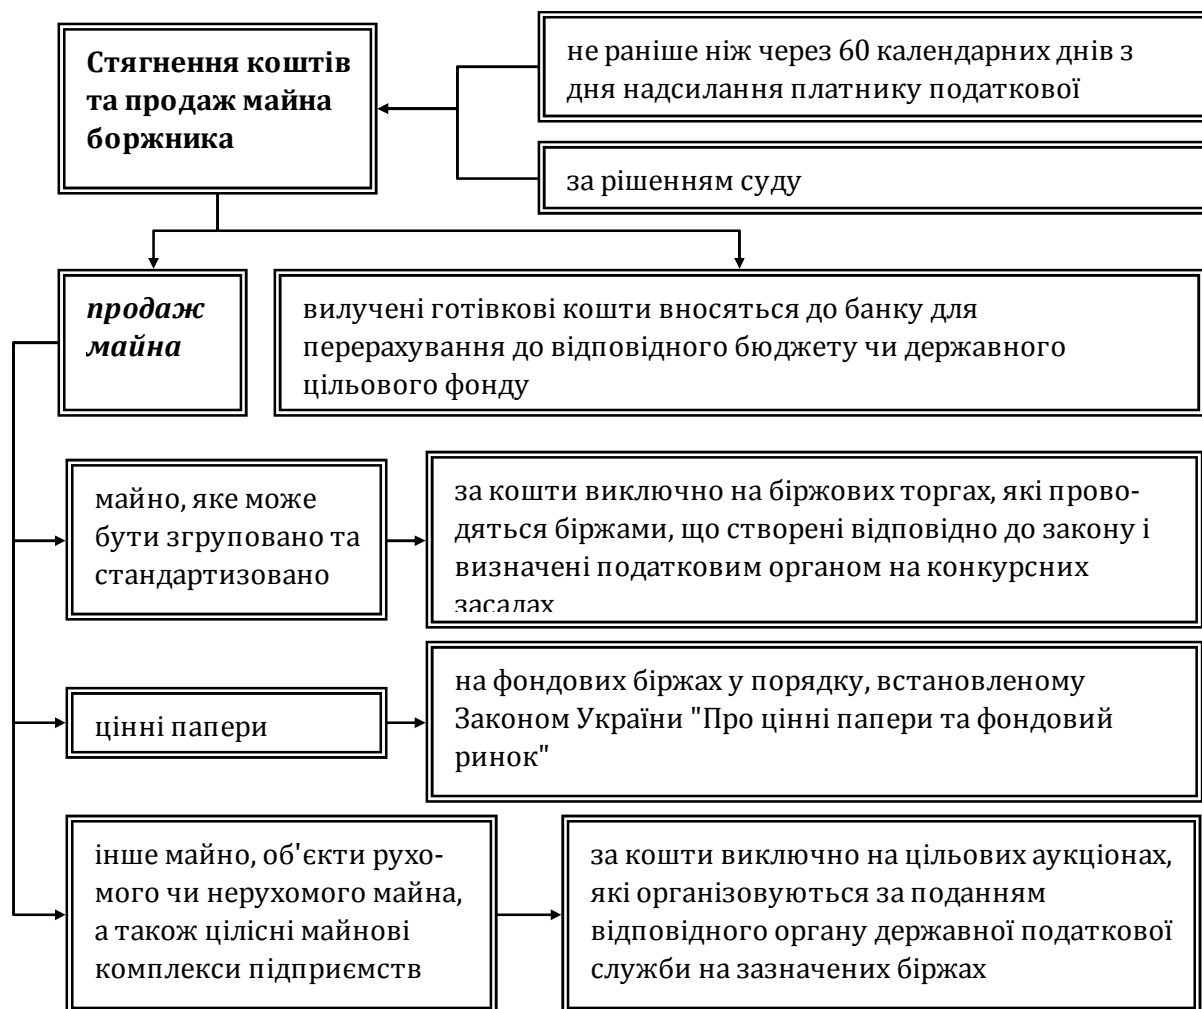 Стягнення коштів
та продаж майна
боржника
не раніше ніж через 60 календарних днів з
дня надсилання платнику податкової
за рішенням суду
продаж
майна
вилучені готівкові кошти вносяться до банку для
перерахування до відповідного бюджету чи державного
цільового фонду
майно, яке може
бути згруповано та
стандартизовано
за кошти виключно на біржових торгах, які прово-
дяться біржами, що створені відповідно до закону і
визначені податковим органом на конкурсних
засадах
цінні папери
на фондових біржах у порядку, встановленому
Законом України "Про цінні папери та фондовий
ринок"
інше майно, об'єкти рухо-
мого чи нерухомого майна,
а також цілісні майнові
комплекси підприємств
за кошти виключно на цільових аукціонах,
які організовуються за поданням
відповідного органу державної податкової
служби на зазначених біржах